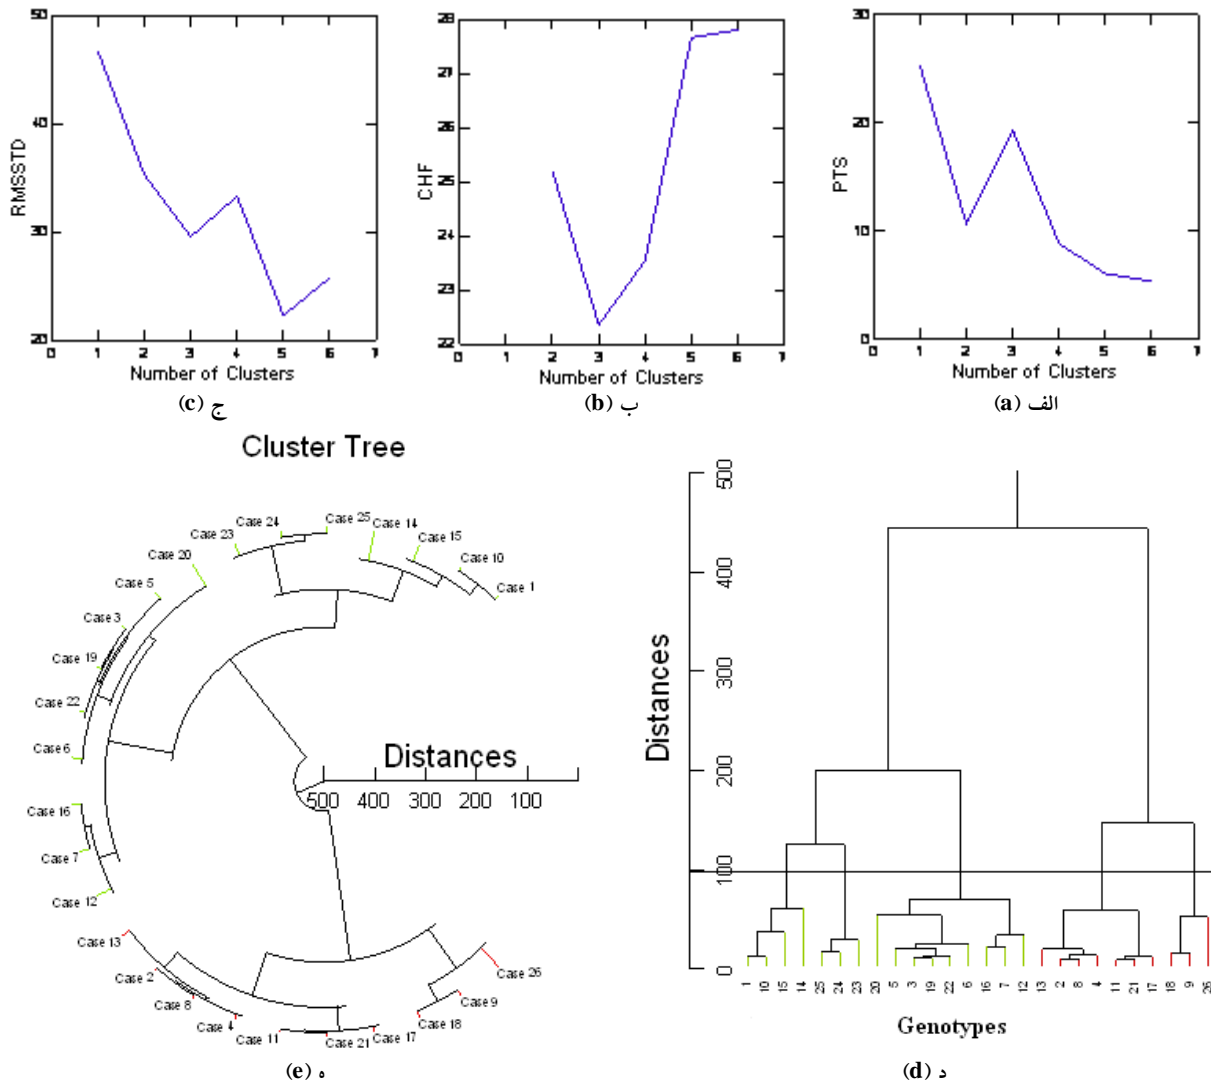 50
40
30
20
0 1 2 3 4 5 6 7
RMSSTD
Number of Clusters
ج (c)
28
27
26
25
24
23
22
0 1 2 3 4 5 6 7
CHF
Number of Clusters
ب (b)
30
20
10
0
0 1 2 3 4 5 6 7
PTS
Number of Clusters
الف (a)
Cluster Tree
Case 25
Case 24
Case 23
Case 14
Case 15
Case 10
Case 1
Case 20
Case 5
Case 3
Case 19
Case 22
Case 6
Case 16
Case 7
Case 12
Case 13
Case 2
Case 8
Case 4
Case 11
Case 21
Case 17
Case 18
Case 9
Case 26
Distances
500 400 300 200 100
ه (e)
500
400
300
200
100
0
Distances
1 10 15 14 25 24 23 20 5 3 19 22 6 16 7 12 13 2 8 4 11 21 17 18 9 26
Genotypes
د (d)